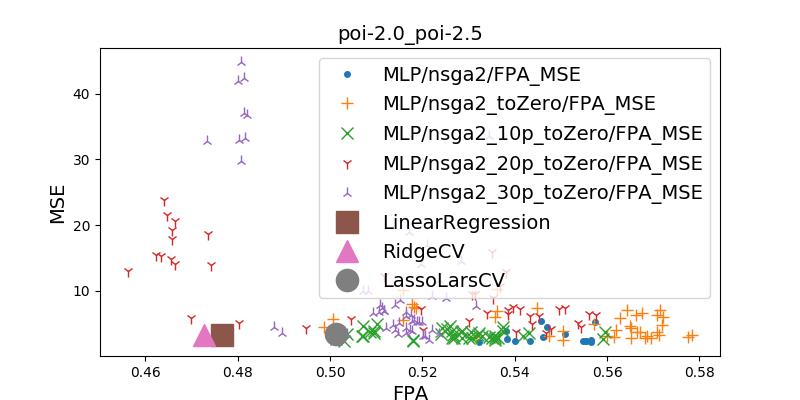 poi-2.0_poi-2.5
MSE
40
30
20
10
MLP/nsga2/FPA_MSE
MLP/nsga2_toZero/FPA_MSE
MLP/nsga2_10p_toZero/FPA_MSE
MLP/nsga2_20p_toZero/FPA_MSE
MLP/nsga2_30p_toZero/FPA_MSE
LinearRegression
RidgeCV
LassoLarsCV
0.46 0.48 0.50 0.52 0.54 0.56 0.58
FPA